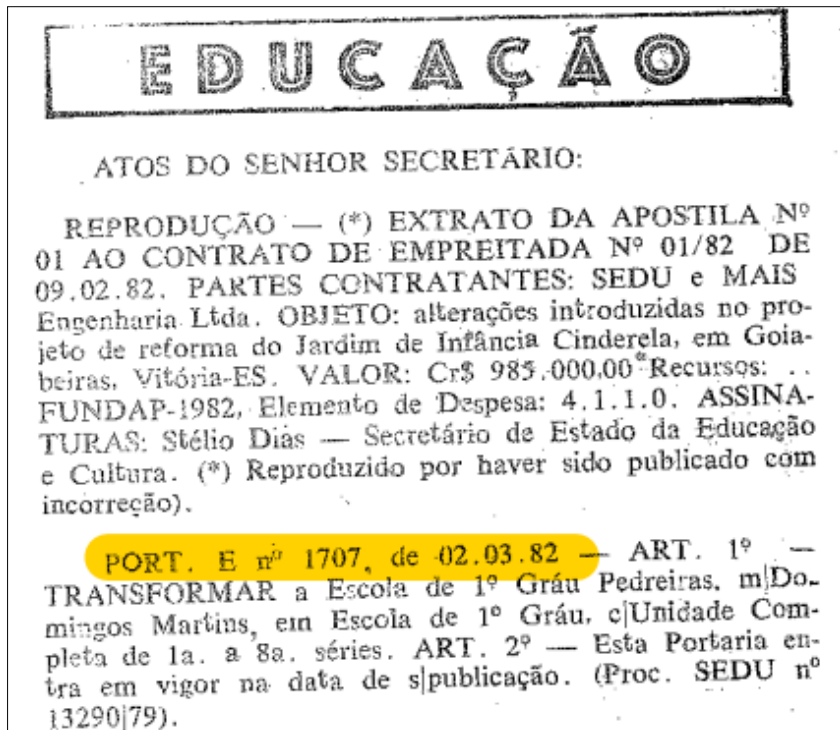 EDUCAÇÃO
ATOS DO SENHOR SECRETÁRIO:
REPRODUÇÃO — (*) EXTRATO DA APOSTILA Nº
01 AO CONTRATO DE EMPREITADA Nº 01/82 DE
09.02.82. PARTES CONTRATANTES: SEDU e MAIS
Engenharia Ltda. OBJETO: alterações introduzidas no pro-
jeto de reforma do Jardim de Infância Cinderela, em Goia-
beiras, Vitória-ES. VALOR: Cr$ 985.000,00 Recursos: ..
FUNDAP-1982, Elemento de Despesa: 4.1.1.0. ASSINA-
TURAS: Stélio Dias — Secretário de Estado da Educação
e Cultura. (*) Reproduzido por haver sido publicado com
incorreção).
PORT. E nº 1707, de 02.03.82 — ART. 1º —
TRANSFORMAR a Escola de 1º Gráu Pedreiras, m|Do-
mingos Martins, em Escola de 1º Gráu, c|Unidade Com-
pleta de 1a. a 8a. séries. ART. 2º — Esta Portaria en-
tra em vigor na data de s|publicação. (Proc. SEDU nº
13290|79).